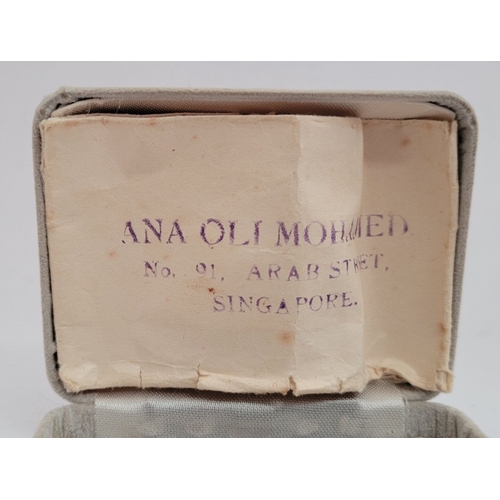 ANA OLI MOHAMED
No. 91, ARAB STREET,
SINGAPORE.